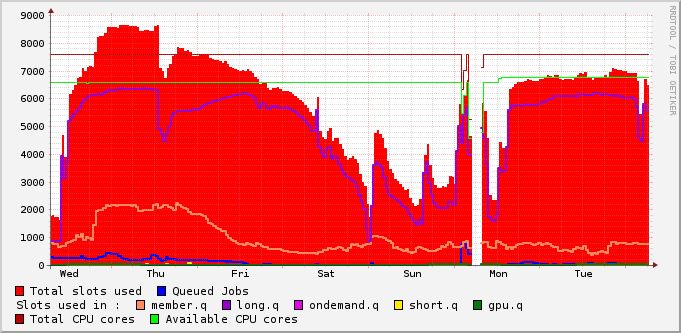 9000
8000
7000
6000
5000
4000
3000
2000
1000
0
Wed Thu Fri Sat Sun Mon Tue
RRDTOOL / TOBI OETIKER
Total slots used Queued Jobs
Slots used in : member.q long.q ondemand.q short.q gpu.q
Total CPU cores Available CPU cores